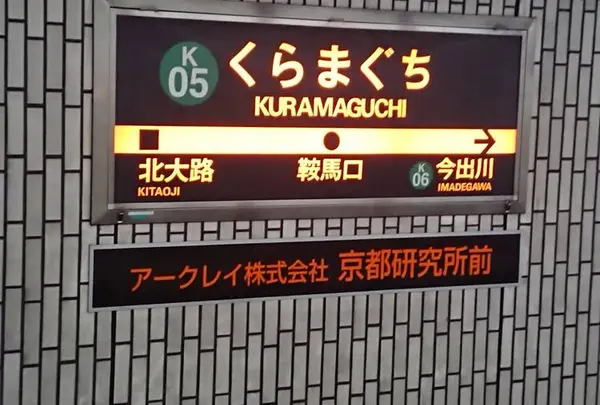 K
05
くらまぐち
KURAMAGUCHI
北大路
KITAOJI
鞍馬口
K
06
今出川
IMADEGAWA
アークレイ株式会社 京都研究所前